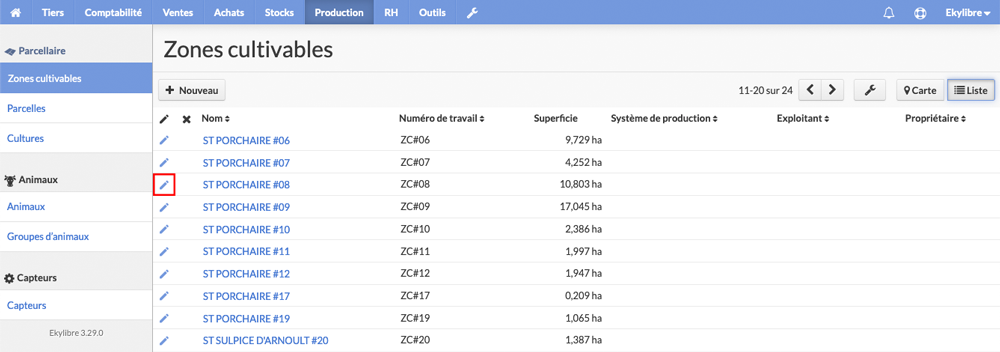 Tiers Comptabilité Ventes Achats Stocks Production RH Outils Ekylibre
Parcellaire
Zones cultivables
Parcelles
Cultures
Animaux
Animaux
Groupes d'animaux
Capteurs
Capteurs
Ekylibre 3.29.0
Zones cultivables
Nouveau 11-20 sur 24 Carte Liste
Nom Numéro de travail Superficie Système de production Exploitant Propriétaire
ST PORCHAIRE #06 ZC#06 9,729 ha
ST PORCHAIRE #07 ZC#07 4,252 ha
ST PORCHAIRE #08 ZC#08 10,803 ha
ST PORCHAIRE #09 ZC#09 17,045 ha
ST PORCHAIRE #10 ZC#10 2,386 ha
ST PORCHAIRE #11 ZC#11 1,997 ha
ST PORCHAIRE #12 ZC#12 1,947 ha
ST PORCHAIRE #17 ZC#17 0,209 ha
ST PORCHAIRE #19 ZC#18 1,065 ha
ST SULPICE D'ARNOULT #20 ZC#20 1,387 ha